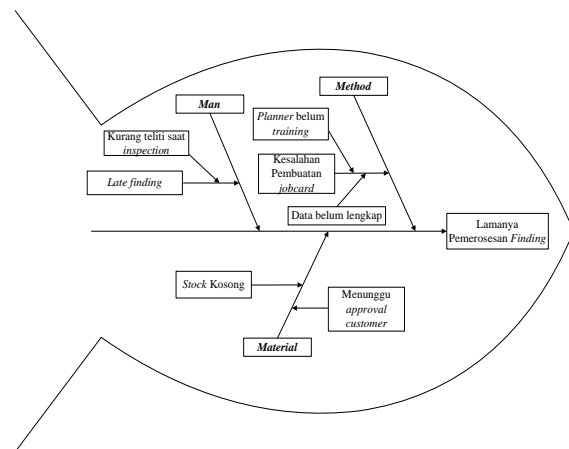 Method
Man
Planner belum
training
Kurang teliti saat
inspection
Kesalahan
Pembuatan
jobcard
Late finding
Data belum lengkap
Lamanya
Pemerosesan Finding
Stock Kosong
Menunggu
approval
customer
Material